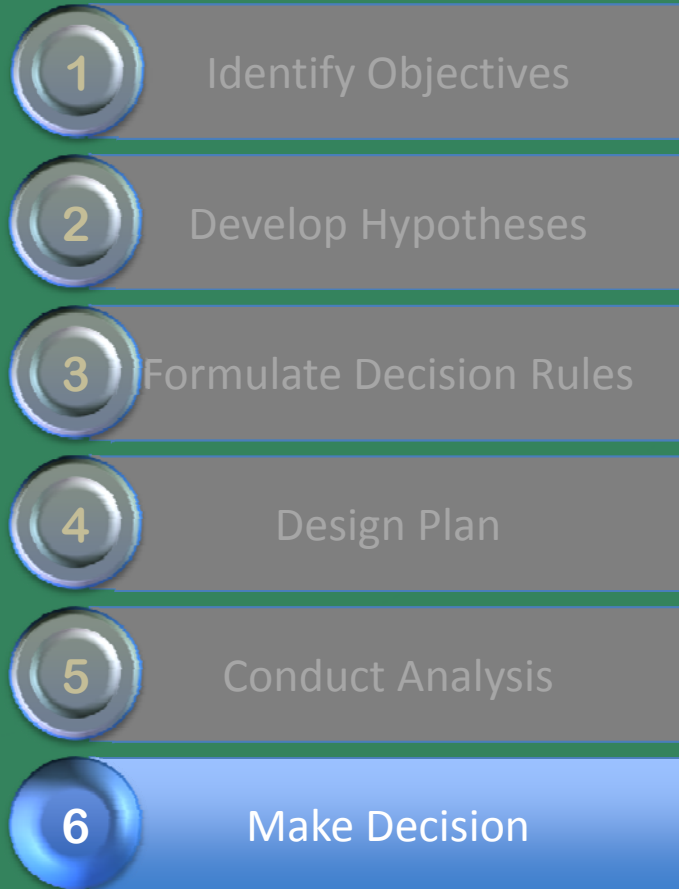 1 Identify Objectives
2 Develop Hypotheses
3 Formulate Decision Rules
4 Design Plan
5 Conduct Analysis
6 Make Decision